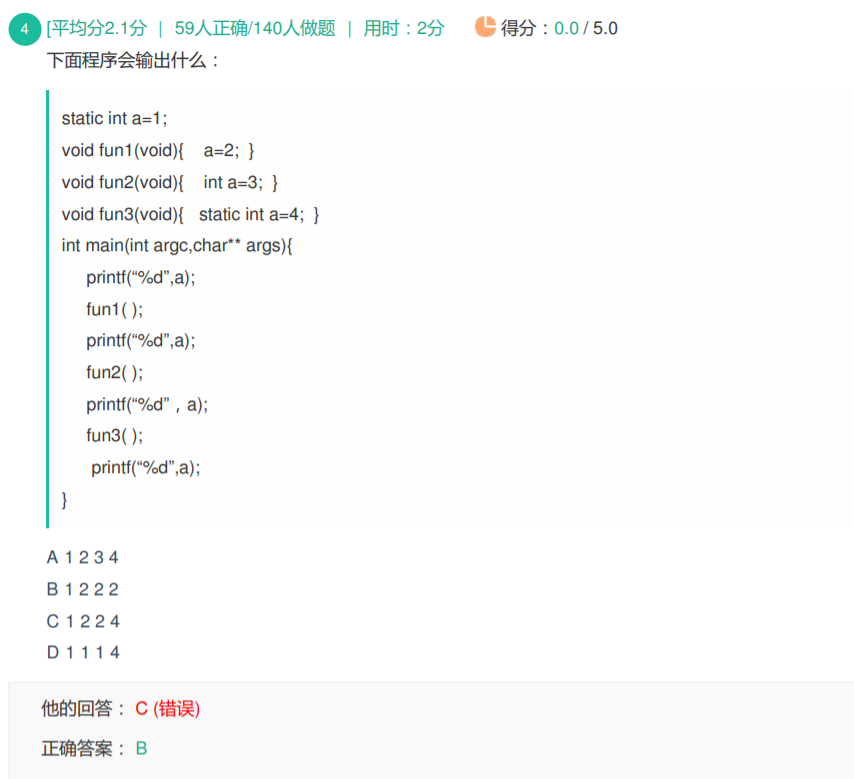 4 [平均分2.1分 | 59人正确/140人做题 | 用时：2分 得分：0.0 / 5.0
下面程序会输出什么：
static int a=1;
void fun1(void){ a=2; }
void fun2(void){ int a=3; }
void fun3(void){ static int a=4; }
int main(int argc,char** args){
printf(“%d”,a);
fun1( );
printf(“%d”,a);
fun2( );
printf(“%d”，a);
fun3( );
printf(“%d”,a);
}
A 1 2 3 4
B 1 2 2 2
C 1 2 2 4
D 1 1 1 4
他的回答： C (错误)
正确答案： B